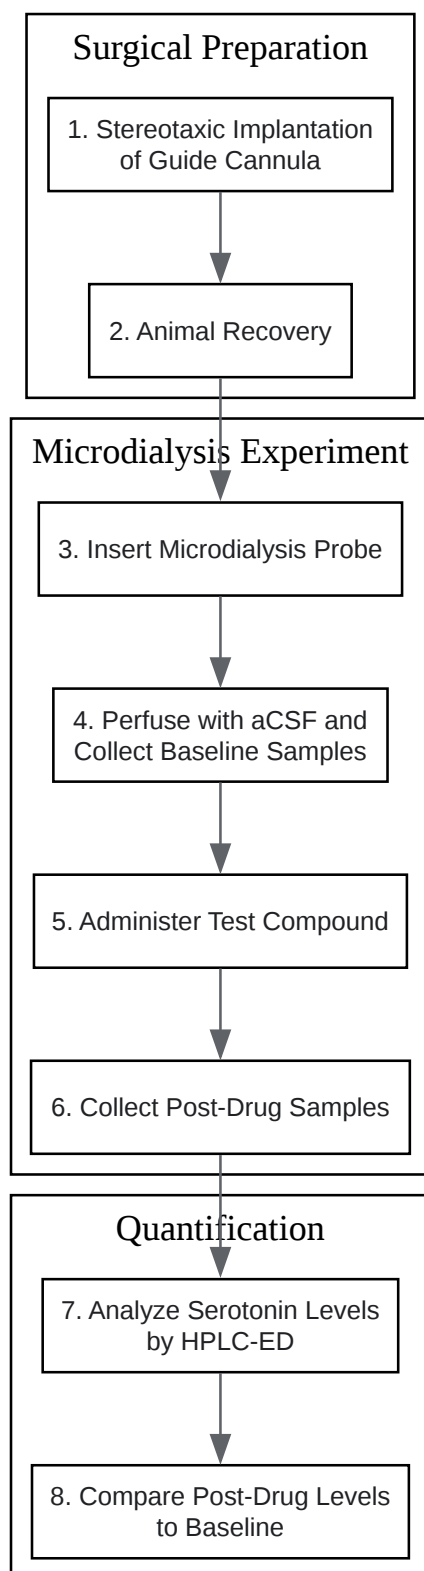 Surgical Preparation
1. Stereotaxic Implantation
of Guide Cannula
2. Animal Recovery
Microdialysis Experiment
3. Insert Microdialysis Probe
4. Perfuse with aCSF and
Collect Baseline Samples
5. Administer Test Compound
6. Collect Post-Drug Samples
Quantification
7. Analyze Serotonin Levels
by HPLC-ED
8. Compare Post-Drug Levels
to Baseline